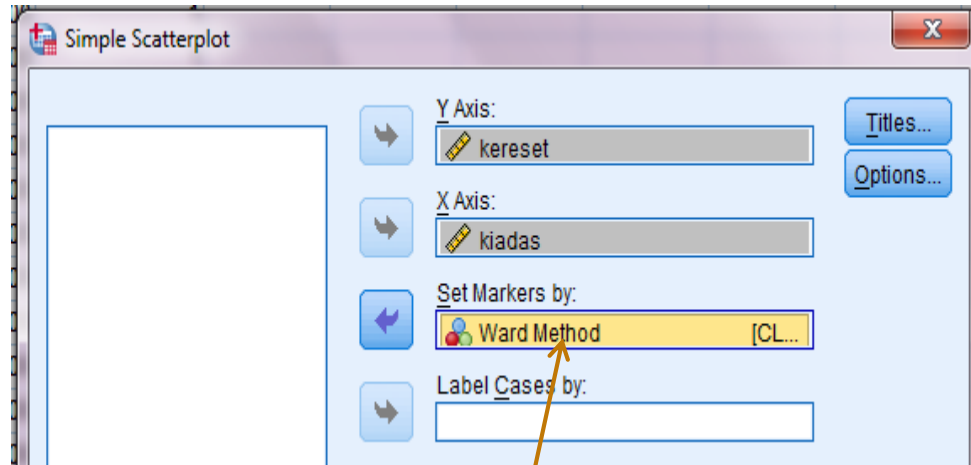 Simple Scatterplot
X
Y Axis:
kereset
Titles...
Options...
X Axis:
kiadas
Set Markers by:
Ward Method [CL...
Label Cases by: